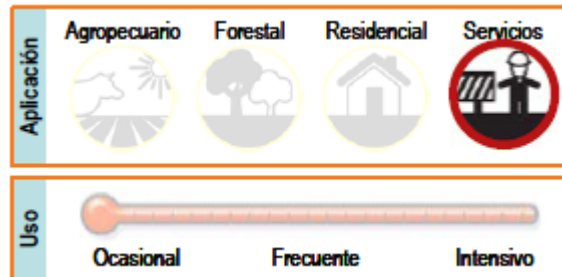 Aplicación
Agropecuario Forestal Residencial Servicios
Uso
Ocasional Frecuente Intensivo